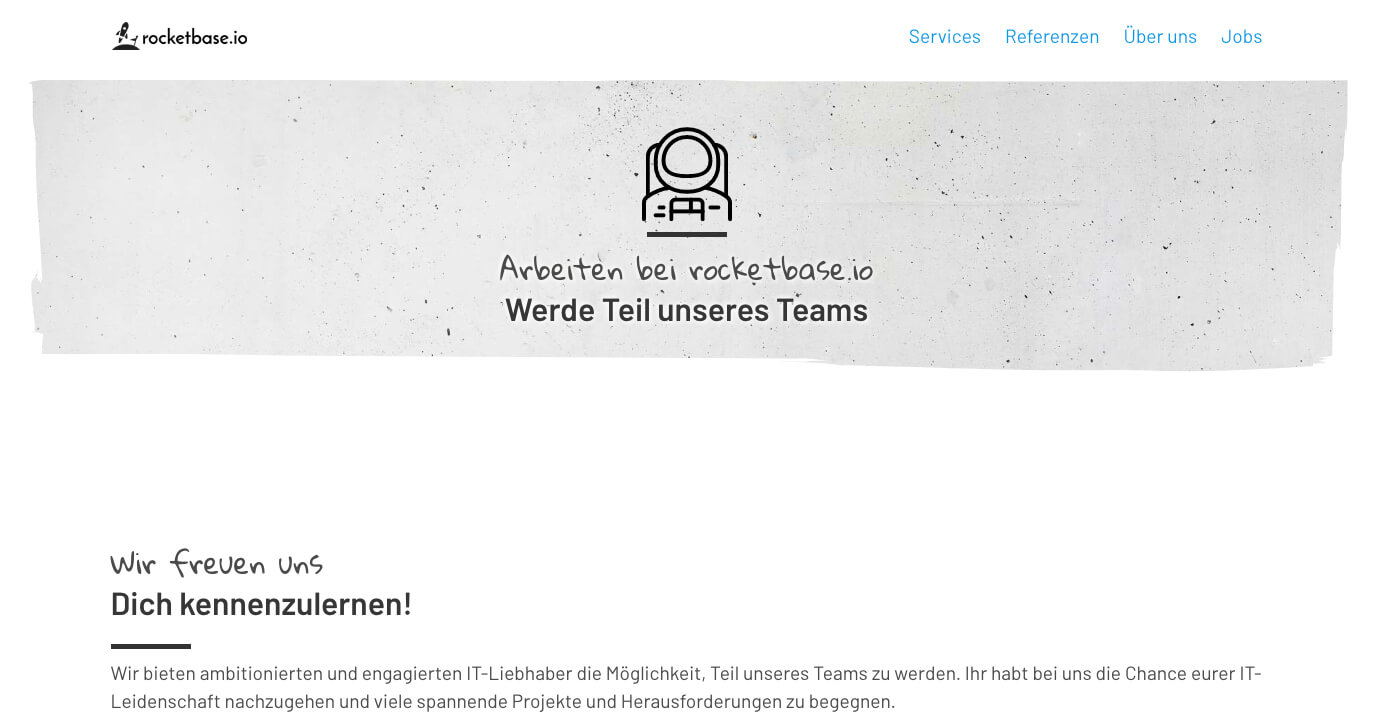 rocketbase.io
Services Referenzen Über uns Jobs
Arbeiten bei rocketbase.io
Werde Teil unseres Teams
Wir freuen uns
Dich kennenzulernen!
Wir bieten ambitionierten und engagierten IT-Liebhaber die Möglichkeit, Teil unseres Teams zu werden. Ihr habt bei uns die Chance eurer IT-
Leidenschaft nachzugehen und viele spannende Projekte und Herausforderungen zu begegnen.